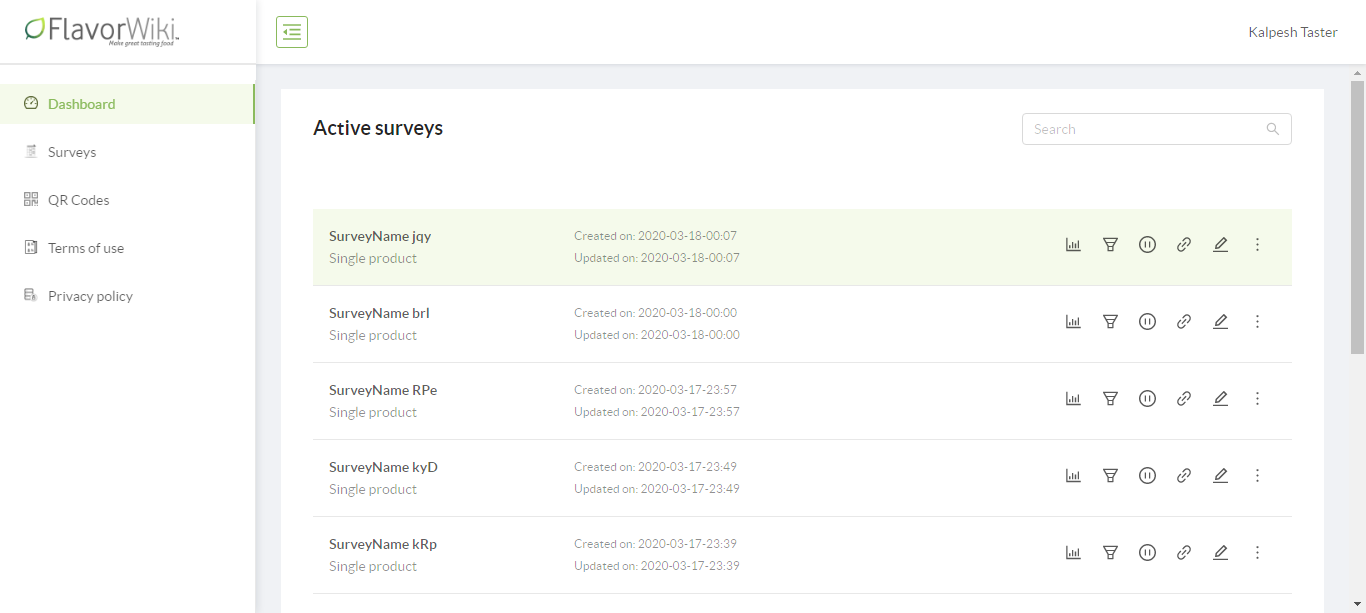 FlavorWiki
Make great tasting food
Kalpesh Taster
Dashboard
Surveys
QR Codes
Terms of use
Privacy policy
Active surveys
Search
SurveyName jqy
Single product
Created on: 2020-03-18-00:07
Updated on: 2020-03-18-00:07
SurveyName brl
Single product
Created on: 2020-03-18-00:00
Updated on: 2020-03-18-00:00
SurveyName RPe
Single product
Created on: 2020-03-17-23:57
Updated on: 2020-03-17-23:57
SurveyName kyD
Single product
Created on: 2020-03-17-23:49
Updated on: 2020-03-17-23:49
SurveyName kRp
Single product
Created on: 2020-03-17-23:39
Updated on: 2020-03-17-23:39